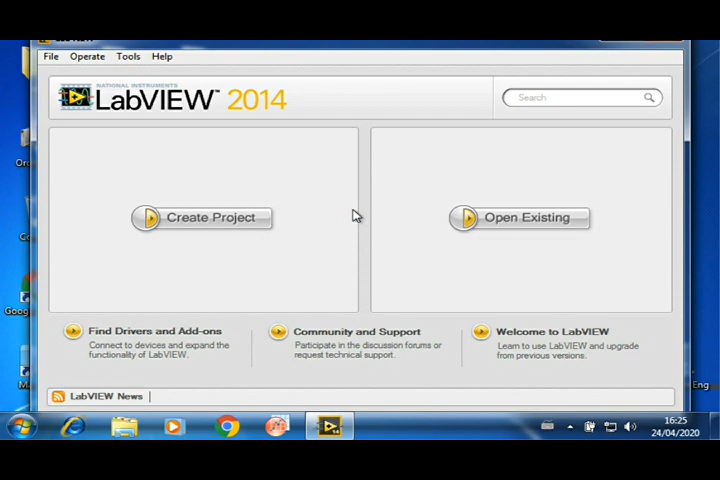 File Operate Tools Help
NATIONAL INSTRUMENTS
LabVIEW™ 2014
Search
Create Project
Open Existing
Find Drivers and Add-ons
Connect to devices and expand the
functionality of LabVIEW.
Community and Support
Participate in the discussion forums or
request technical support.
Welcome to LabVIEW
Learn to use LabVIEW and upgrade
from previous versions.
LabVIEW News
Goog
Eng
16:25
24/04/2020